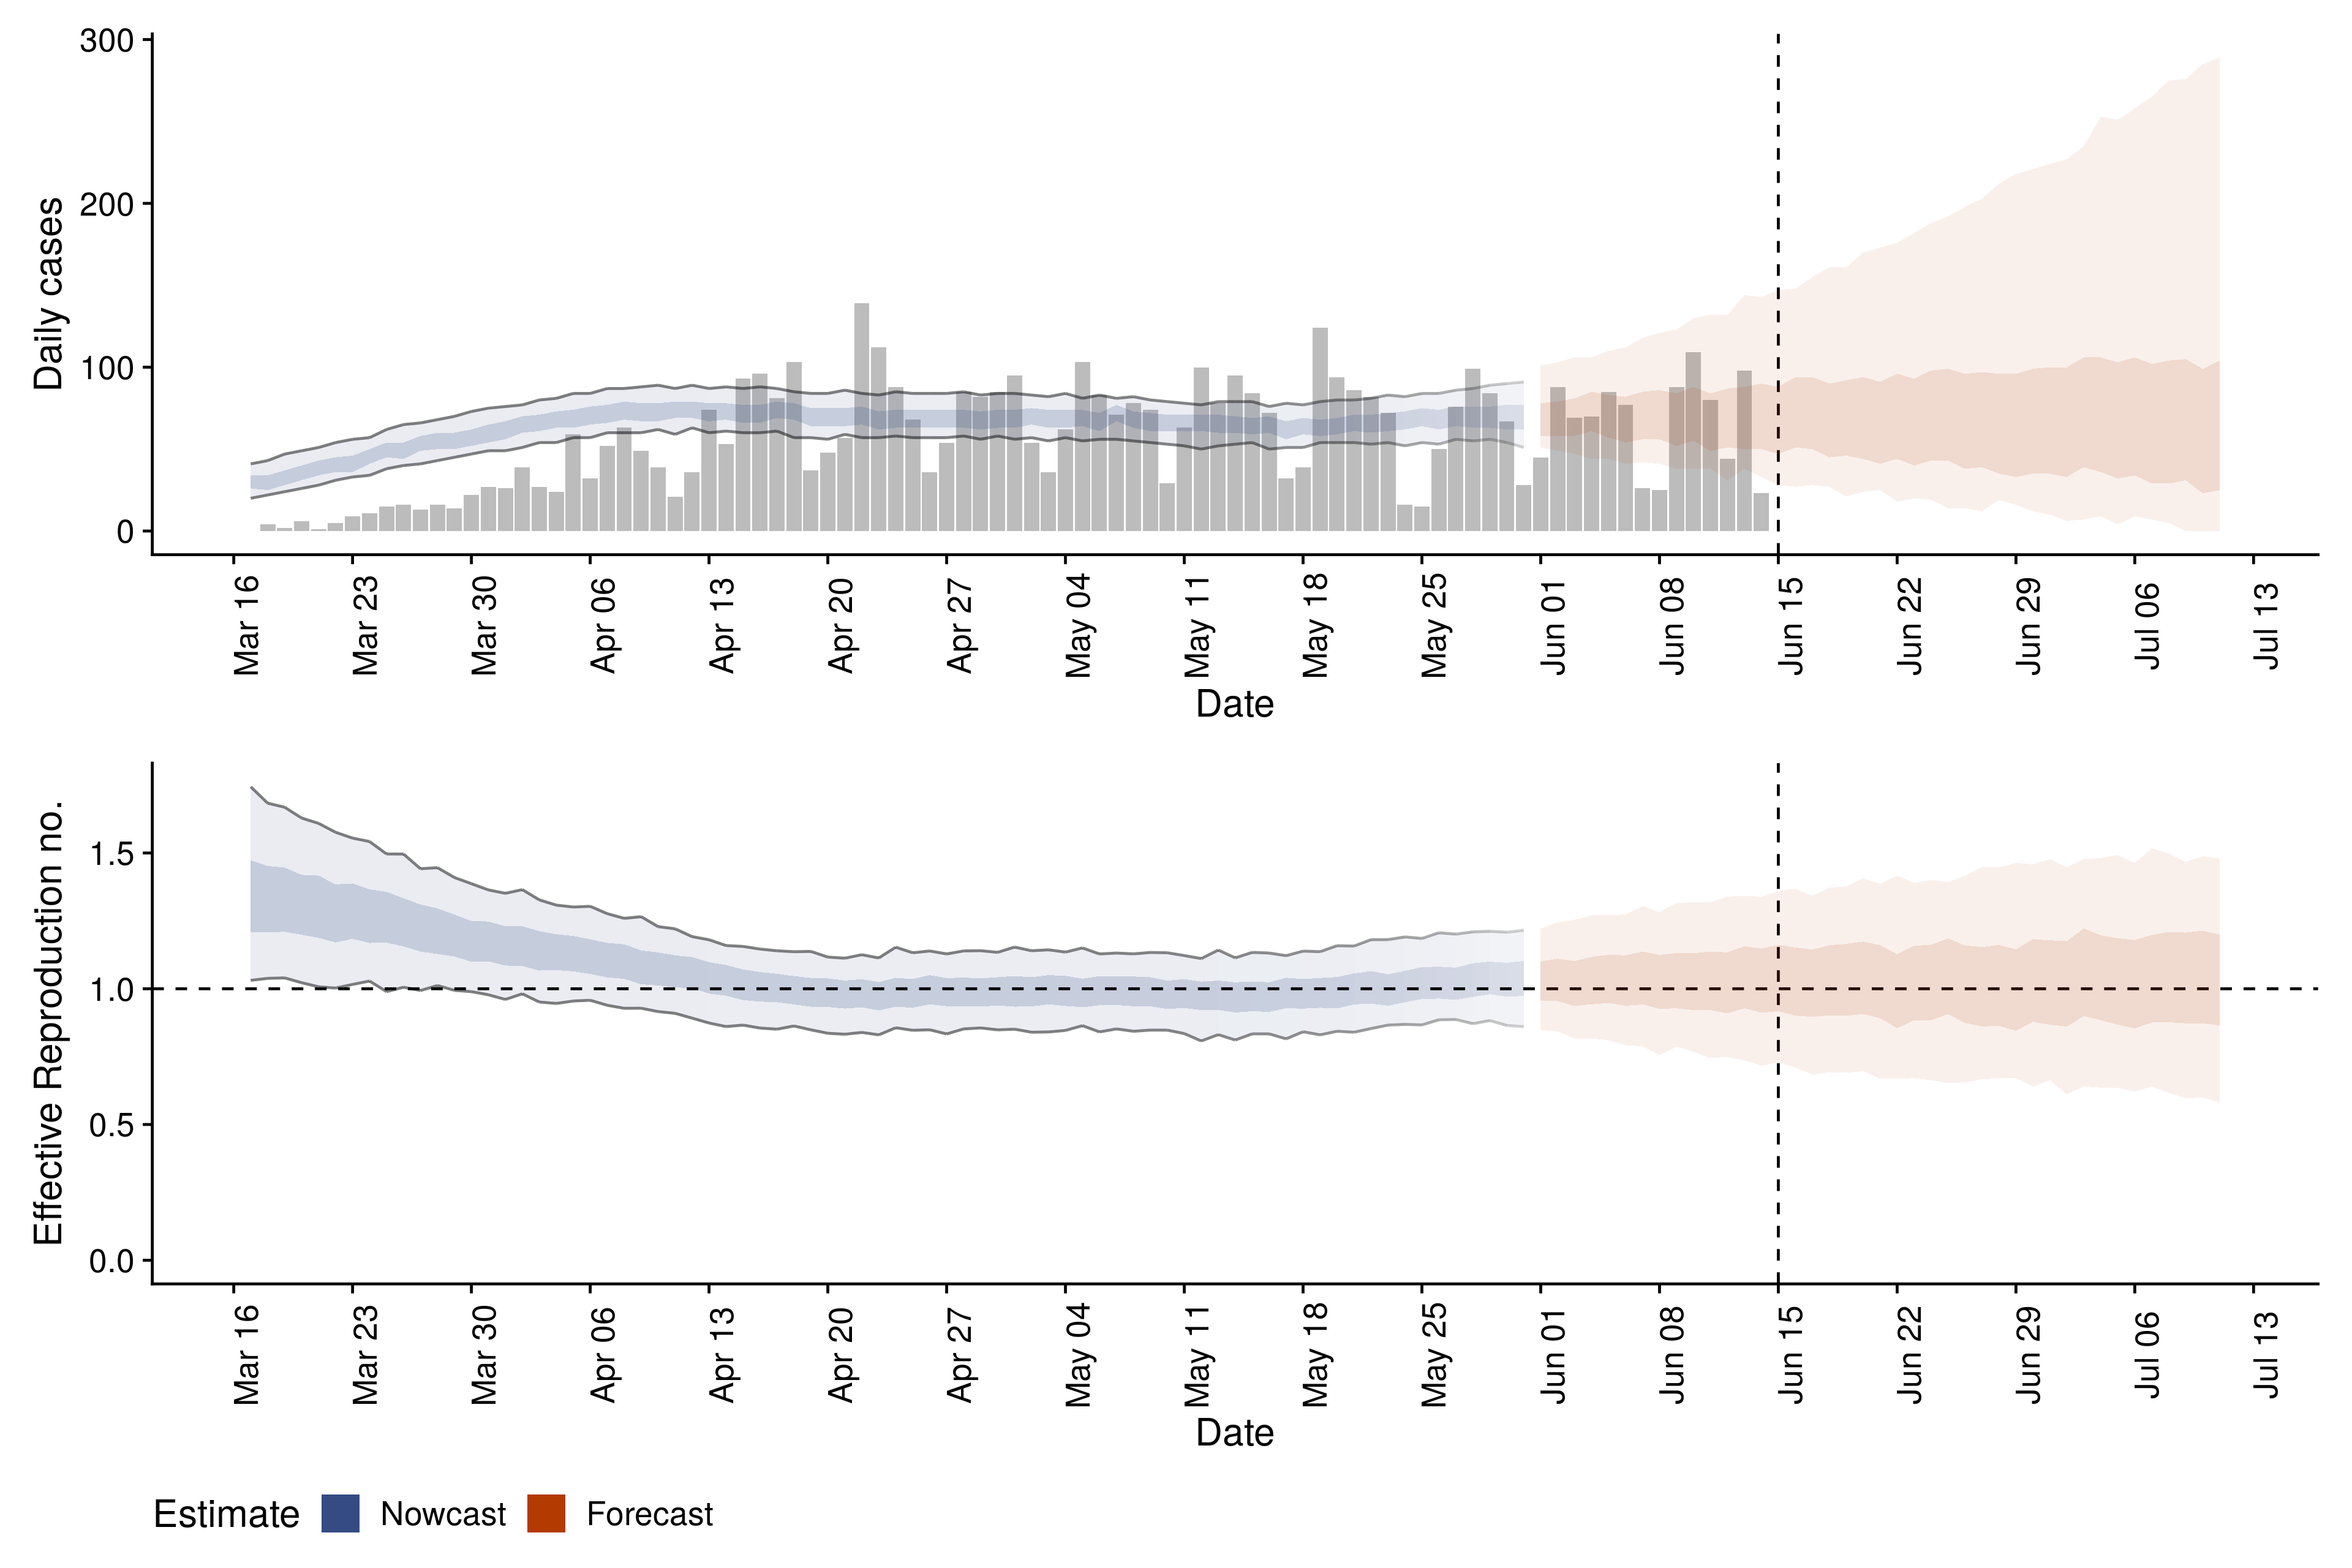 300
200
100
0
Daily cases
Mar 16
Mar 23
Mar 30
Apr 06
Apr 13
Apr 20
Apr 27
May 04
May 11
May 18
May 25
Jun 01
Jun 08
Jun 15
Jun 22
Jun 29
Jul 06
Jul 13
Date
1.5
1.0
0.5
0.0
Effective Reproduction no.
Mar 16
Mar 23
Mar 30
Apr 06
Apr 13
Apr 20
Apr 27
May 04
May 11
May 18
May 25
Jun 01
Jun 08
Jun 15
Jun 22
Jun 29
Jul 06
Jul 13
Date
Estimate Nowcast Forecast